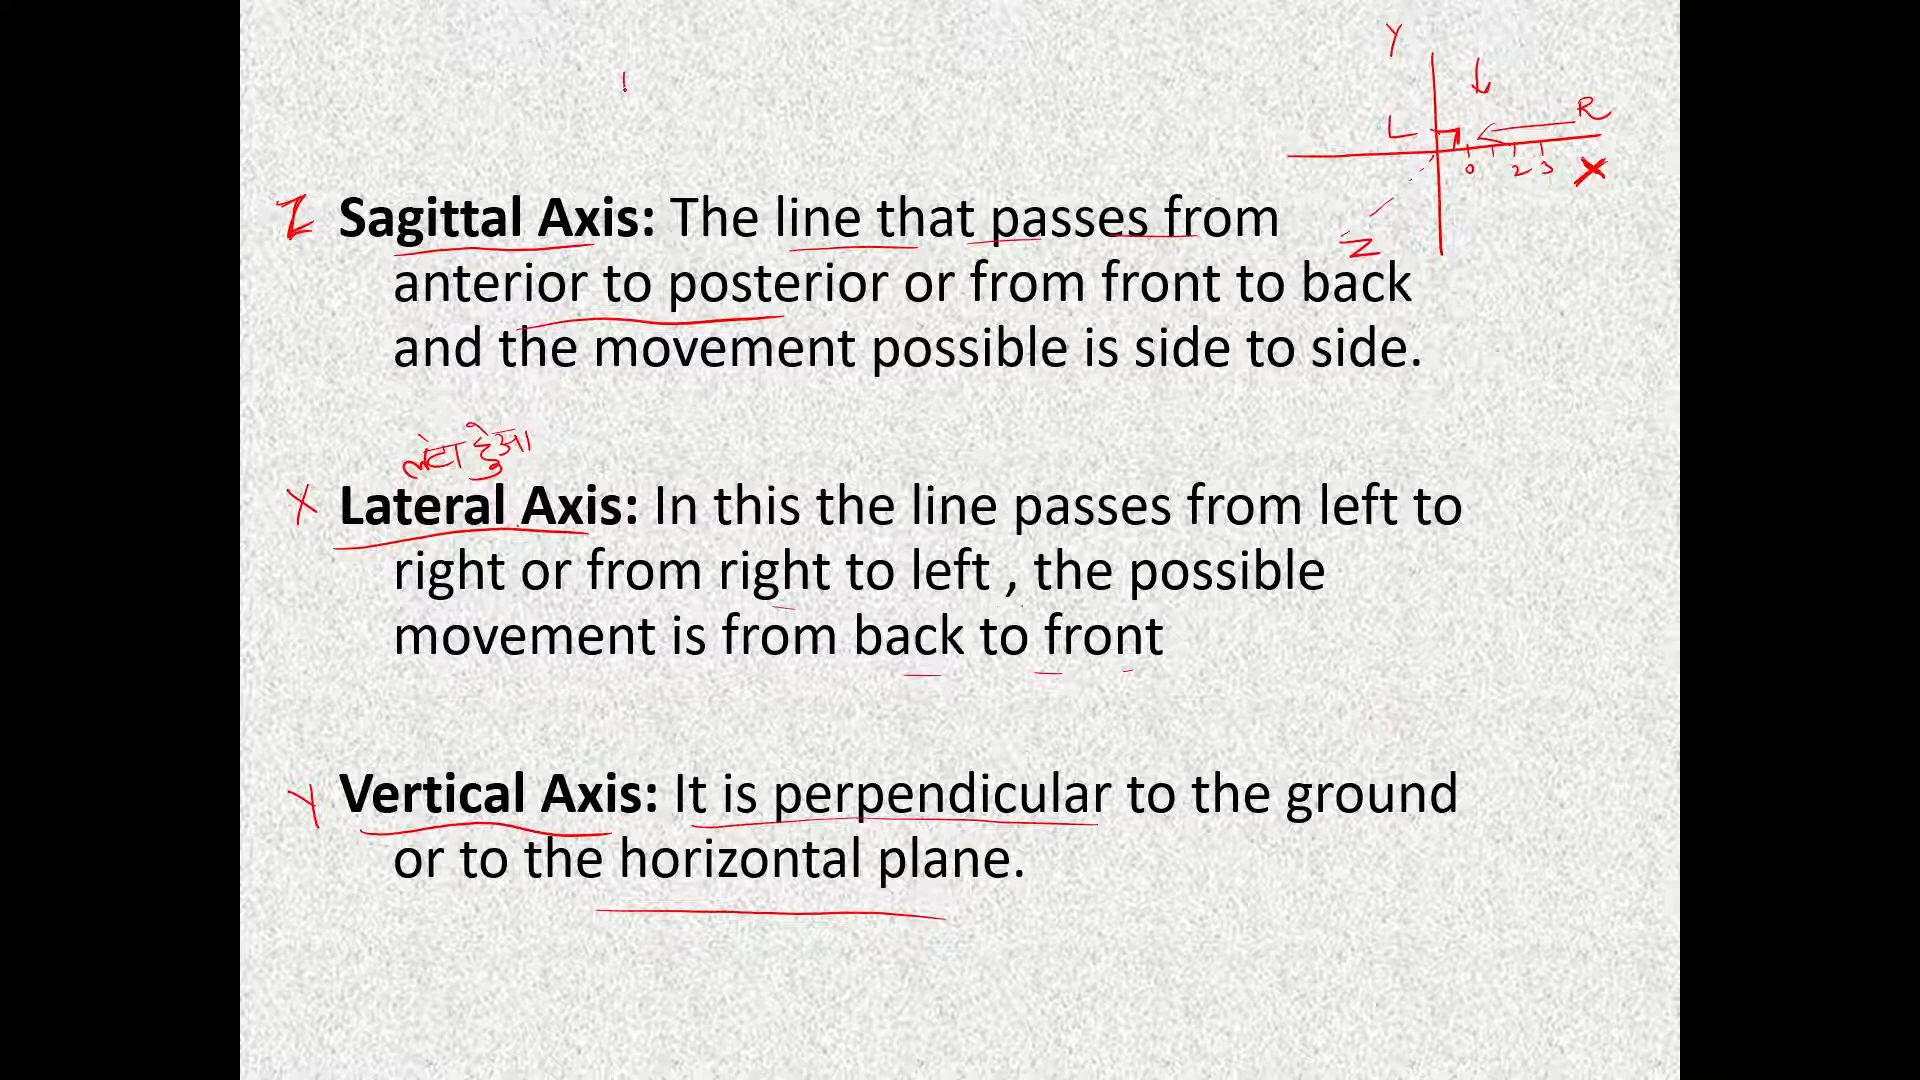 Y
R
L
0 2 3 X
Z
Z Sagittal Axis: The line that passes from
anterior to posterior or from front to back
and the movement possible is side to side.
हुआ
X Lateral Axis: In this the line passes from left to
right or from right to left , the possible
movement is from back to front
Y Vertical Axis: It is perpendicular to the ground
or to the horizontal plane.